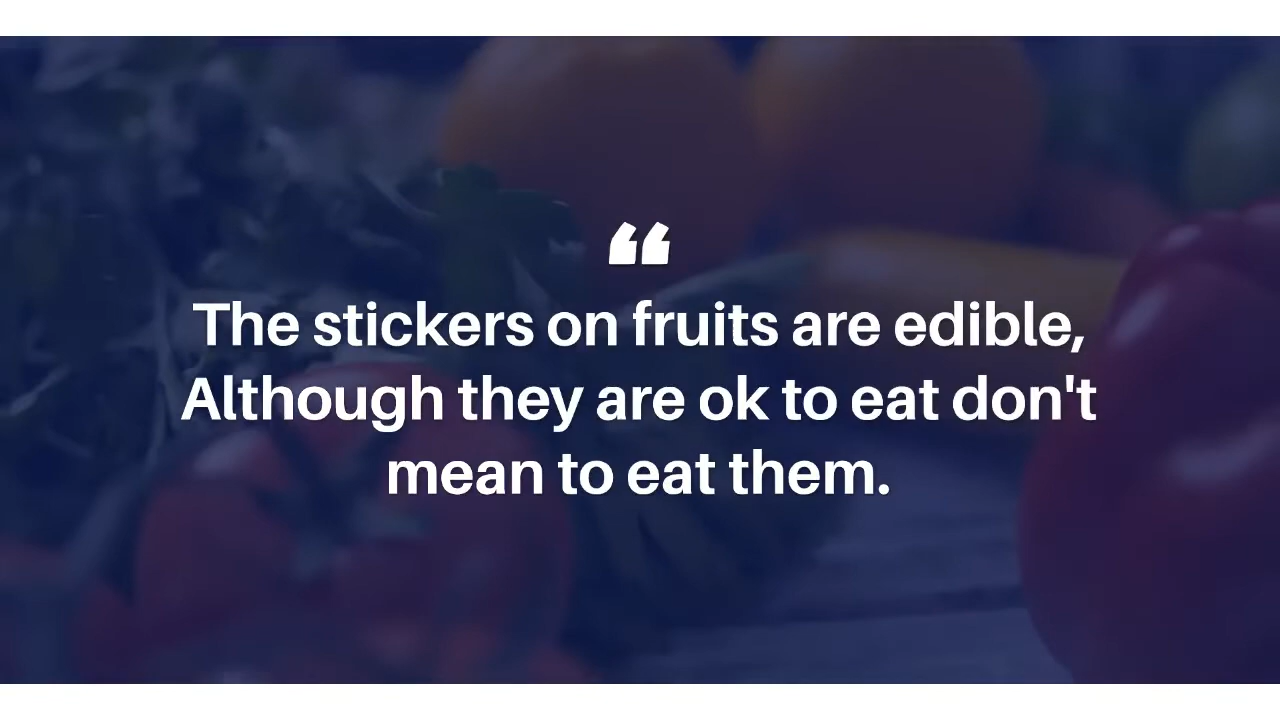 ❝
The stickers on fruits are edible,
Although they are ok to eat don't
mean to eat them.